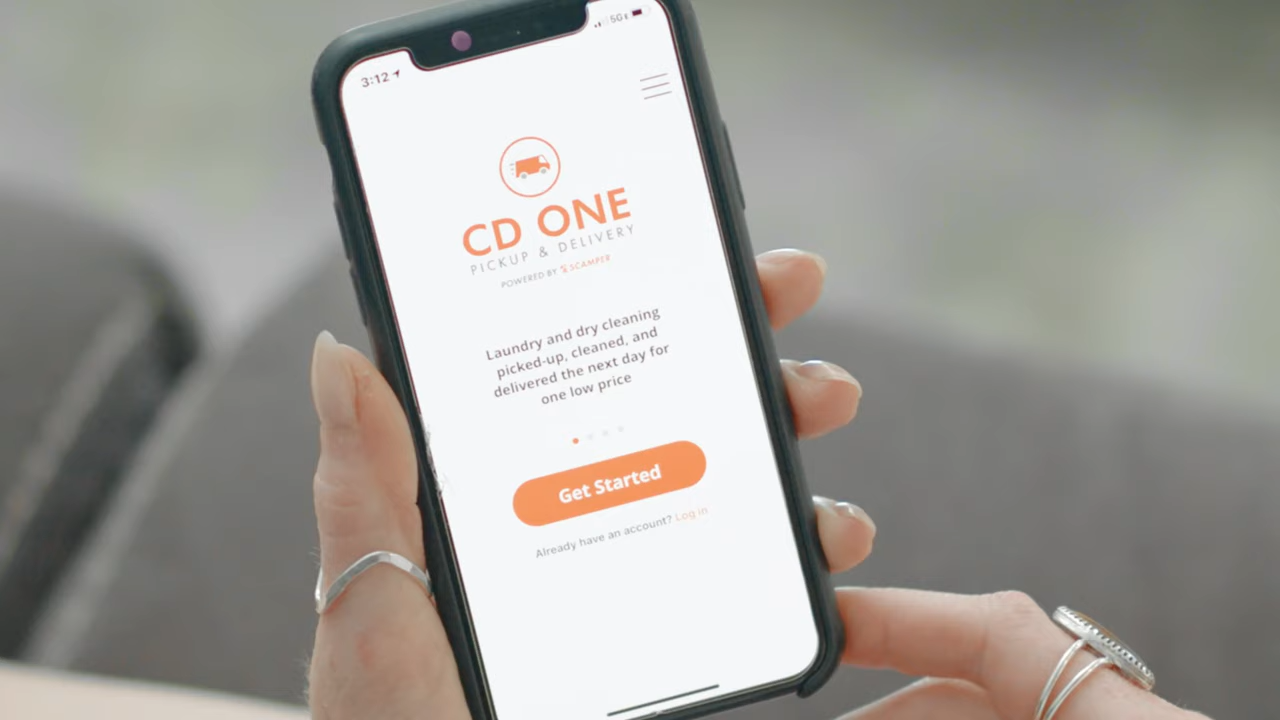 3:12
5G
CD ONE
PICKUP & DELIVERY
POWERED BY SCAMPER
Laundry and dry cleaning
picked-up, cleaned, and
delivered the next day for
one low price
Get Started
Already have an account? Log in